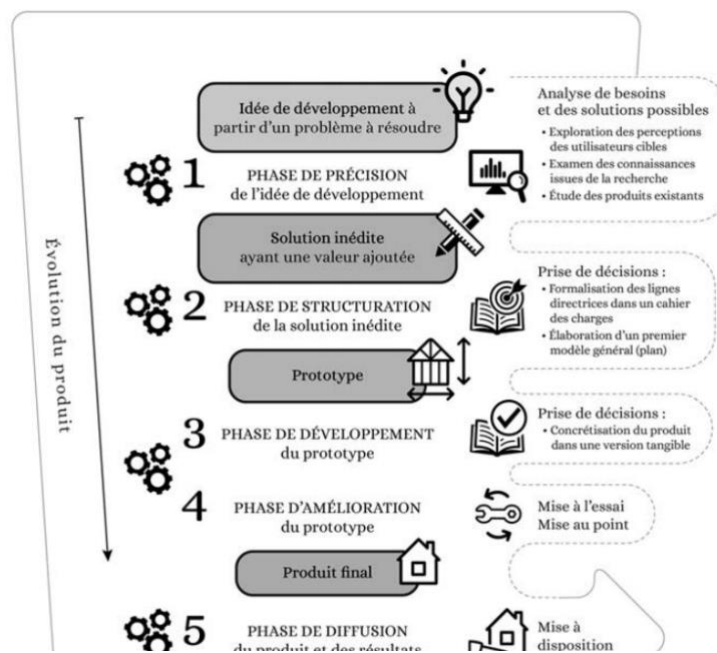 Idée de développement à
partir d'un problème à résoudre
Analyse de besoins
et des solutions possibles
• Exploration des perceptions
des utilisateurs cibles
• Examen des connaissances
issues de la recherche
• Étude des produits existants
1
PHASE DE PRÉCISION
de l'idée de développement
Évolution du produit
Solution inédite
ayant une valeur ajoutée
2
PHASE DE STRUCTURATION
de la solution inédite
Prise de décisions :
• Formalisation des lignes
directrices dans un cahier
des charges
• Élaboration d'un premier
modèle général (plan)
Prototype
3
PHASE DE DÉVELOPPEMENT
du prototype
Prise de décisions :
• Concrétisation du produit
dans une version tangible
4
PHASE D'AMÉLIORATION
du prototype
Mise à l'essai
Mise au point
Produit final
5
PHASE DE DIFFUSION
du produit et des résultats
Mise à
disposition